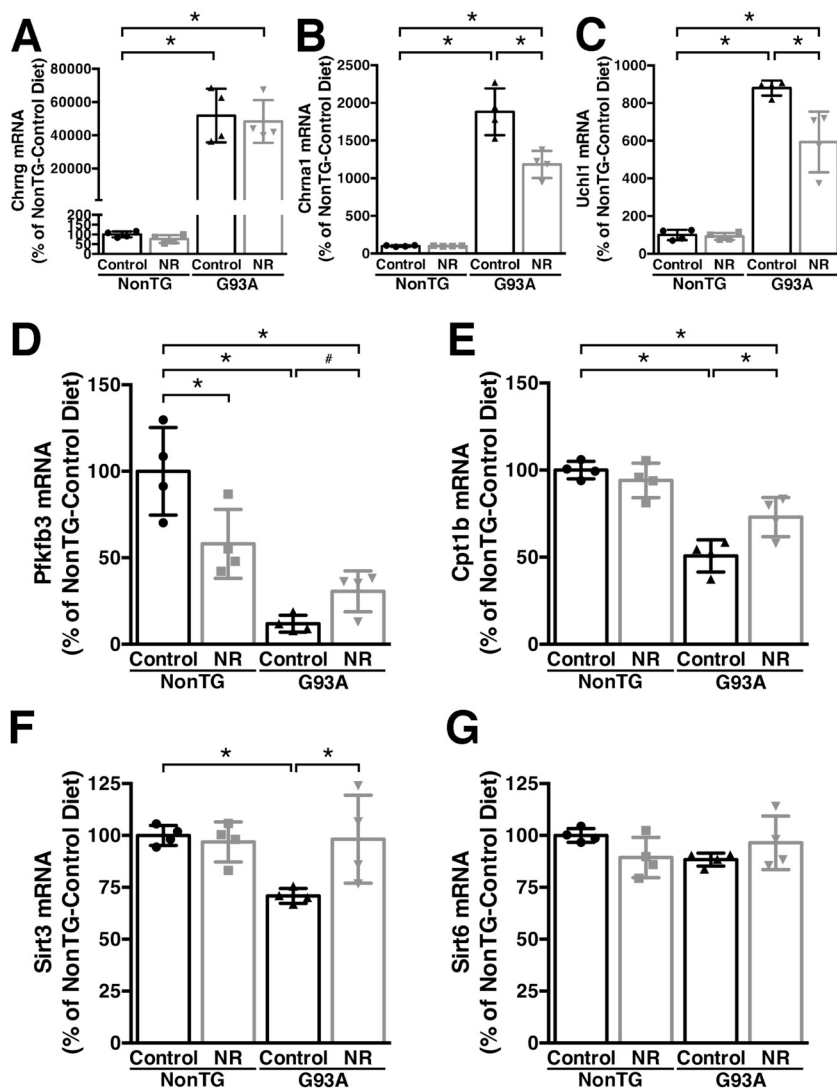 A
B
C
* *
* * *
* * *
Chrng mRNA
(% of NonTG-Control Diet)
80000
60000
40000
20000
200
150
100
50
0
Control NR Control NR
NonTG G93A
Chrna1 mRNA
(% of NonTG-Control Diet)
2500
2000
1500
1000
500
0
Control NR Control NR
NonTG G93A
Uchl1 mRNA
(% of NonTG-Control Diet)
1000
800
600
400
200
0
Control NR Control NR
NonTG G93A
D
*
* #
*
Pfkfb3 mRNA
(% of NonTG-Control Diet)
150
100
50
0
Control NR Control NR
NonTG G93A
E
*
* *
Cpt1b mRNA
(% of NonTG-Control Diet)
150
100
50
0
Control NR Control NR
NonTG G93A
F
* *
Sirt3 mRNA
(% of NonTG-Control Diet)
125
100
75
50
25
0
Control NR Control NR
NonTG G93A
G
Sirt6 mRNA
(% of NonTG-Control Diet)
125
100
75
50
25
0
Control NR Control NR
NonTG G93A